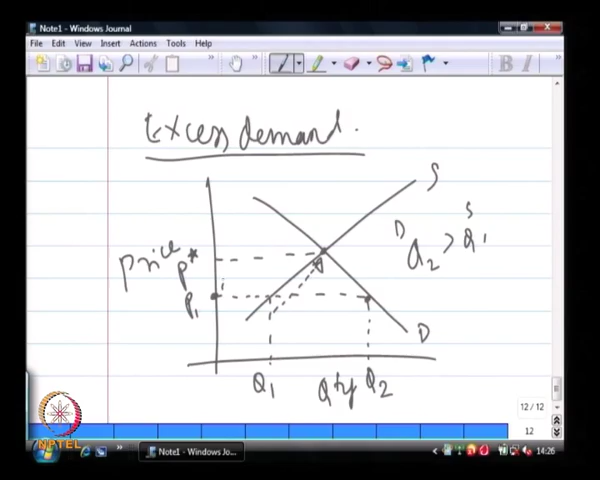 Note1 - Windows Journal
File Edit View Insert Actions Tools Help
B I
Excess demand.
S
D S
Q2 > Q1
price
P*
P1
D
Q1 Qty Q2
12 / 12
12
NPTEL
Note1 - Windows Jo...
14:26